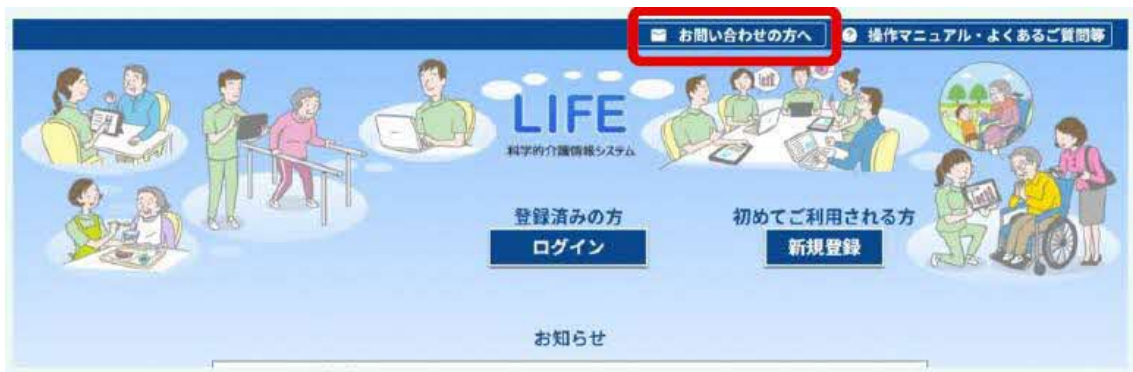 お問い合わせの方へ
操作マニュアル・よくあるご質問等
LIFE
科学的介護情報システム
登録済みの方
初めてご利用される方
ログイン
新規登録
お知らせ